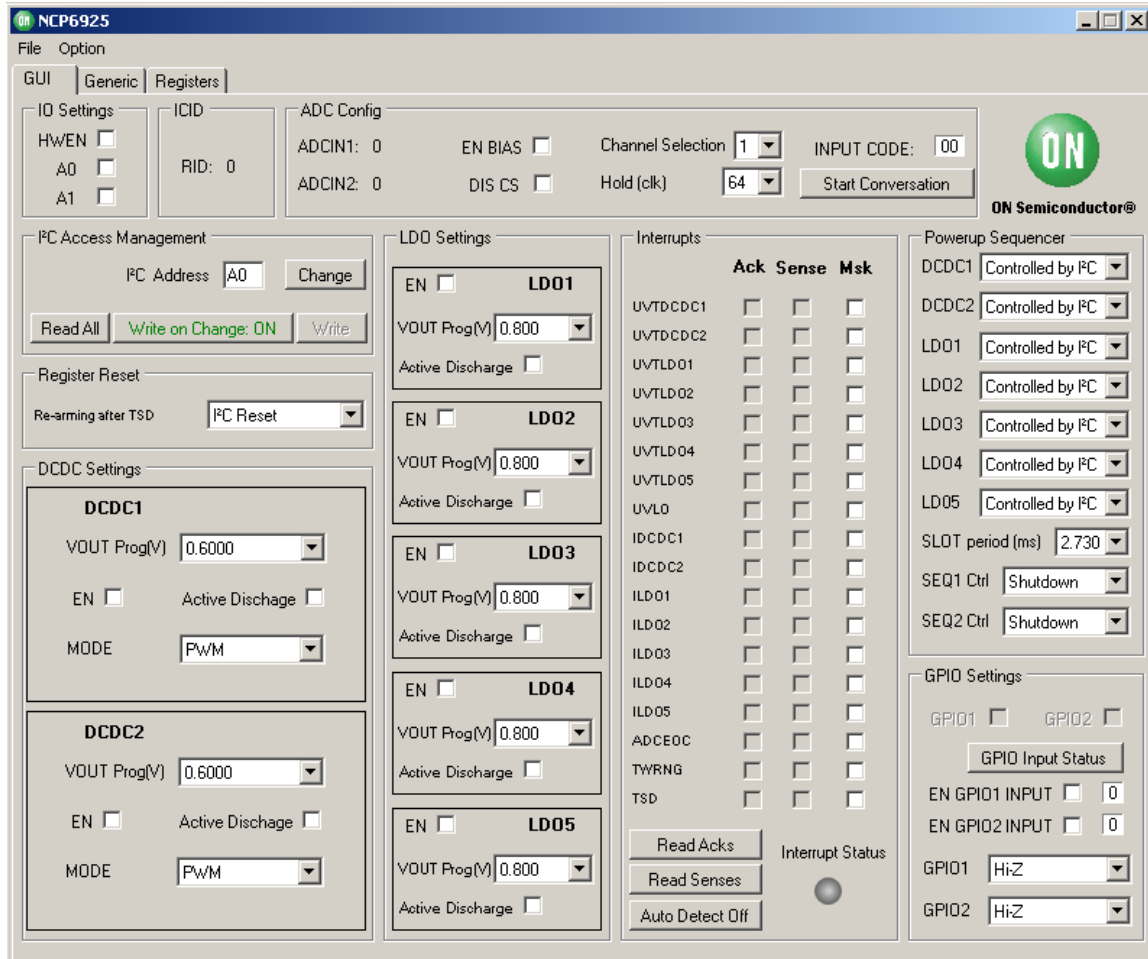 NCP6925
File Option
GUI Generic Registers
IO Settings
HWEN
A0
A1
ICID
RID: 0
ADC Config
ADCIN1: 0 EN BIAS Channel Selection 1 INPUT CODE: 00
ADCIN2: 0 DIS CS Hold (clk) 64 Start Conversation
ON
ON Semiconductor®
I²C Access Management
I²C Address A0 Change
Read All Write on Change: ON Write
Register Reset
Re-arming after TSD I²C Reset
DCDC Settings
DCDC1
VOUT Prog(V) 0.6000
EN Active Dischage
MODE PWM
DCDC2
VOUT Prog(V) 0.6000
EN Active Dischage
MODE PWM
LDO Settings
EN LDO1
VOUT Prog(V) 0.800
Active Discharge
EN LDO2
VOUT Prog(V) 0.800
Active Discharge
EN LDO3
VOUT Prog(V) 0.800
Active Discharge
EN LDO4
VOUT Prog(V) 0.800
Active Discharge
EN LDO5
VOUT Prog(V) 0.800
Active Discharge
Interrupts
Ack Sense Msk
UVTDCDC1
UVTDCDC2
UVTLDO1
UVTLDO2
UVTLDO3
UVTLDO4
UVTLDO5
UVLO
IDCDC1
IDCDC2
ILDO1
ILDO2
ILDO3
ILDO4
ILDO5
ADCEOC
TWRNG
TSD
Read Acks
Read Senses
Auto Detect Off
Interrupt Status
Powerup Sequencer
DCDC1 Controlled by I²C
DCDC2 Controlled by I²C
LDO1 Controlled by I²C
LDO2 Controlled by I²C
LDO3 Controlled by I²C
LDO4 Controlled by I²C
LDO5 Controlled by I²C
SLOT period (ms) 2.730
SEQ1 Ctrl Shutdown
SEQ2 Ctrl Shutdown
GPIO Settings
GPIO1 GPIO2
GPIO Input Status
EN GPIO1 INPUT 0
EN GPIO2 INPUT 0
GPIO1 Hi-Z
GPIO2 Hi-Z